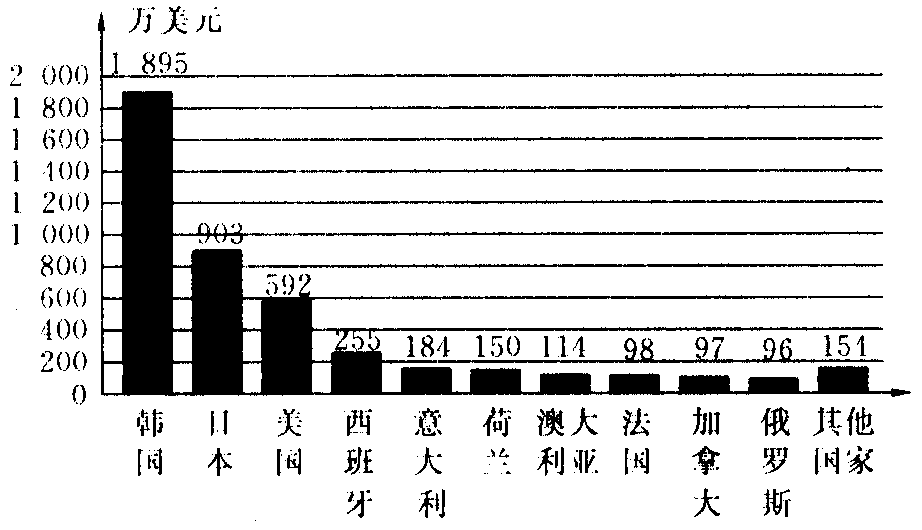 万美元
2 000
1 800
1 600
1 400
1 200
1 000
800
600
400
200
0
1 895
903
592
255
184
150
114
98
97
96
154
韩国
日本
美国
西班牙
意大利
荷兰
澳大利亚
法国
加拿大
俄罗斯
其他国家